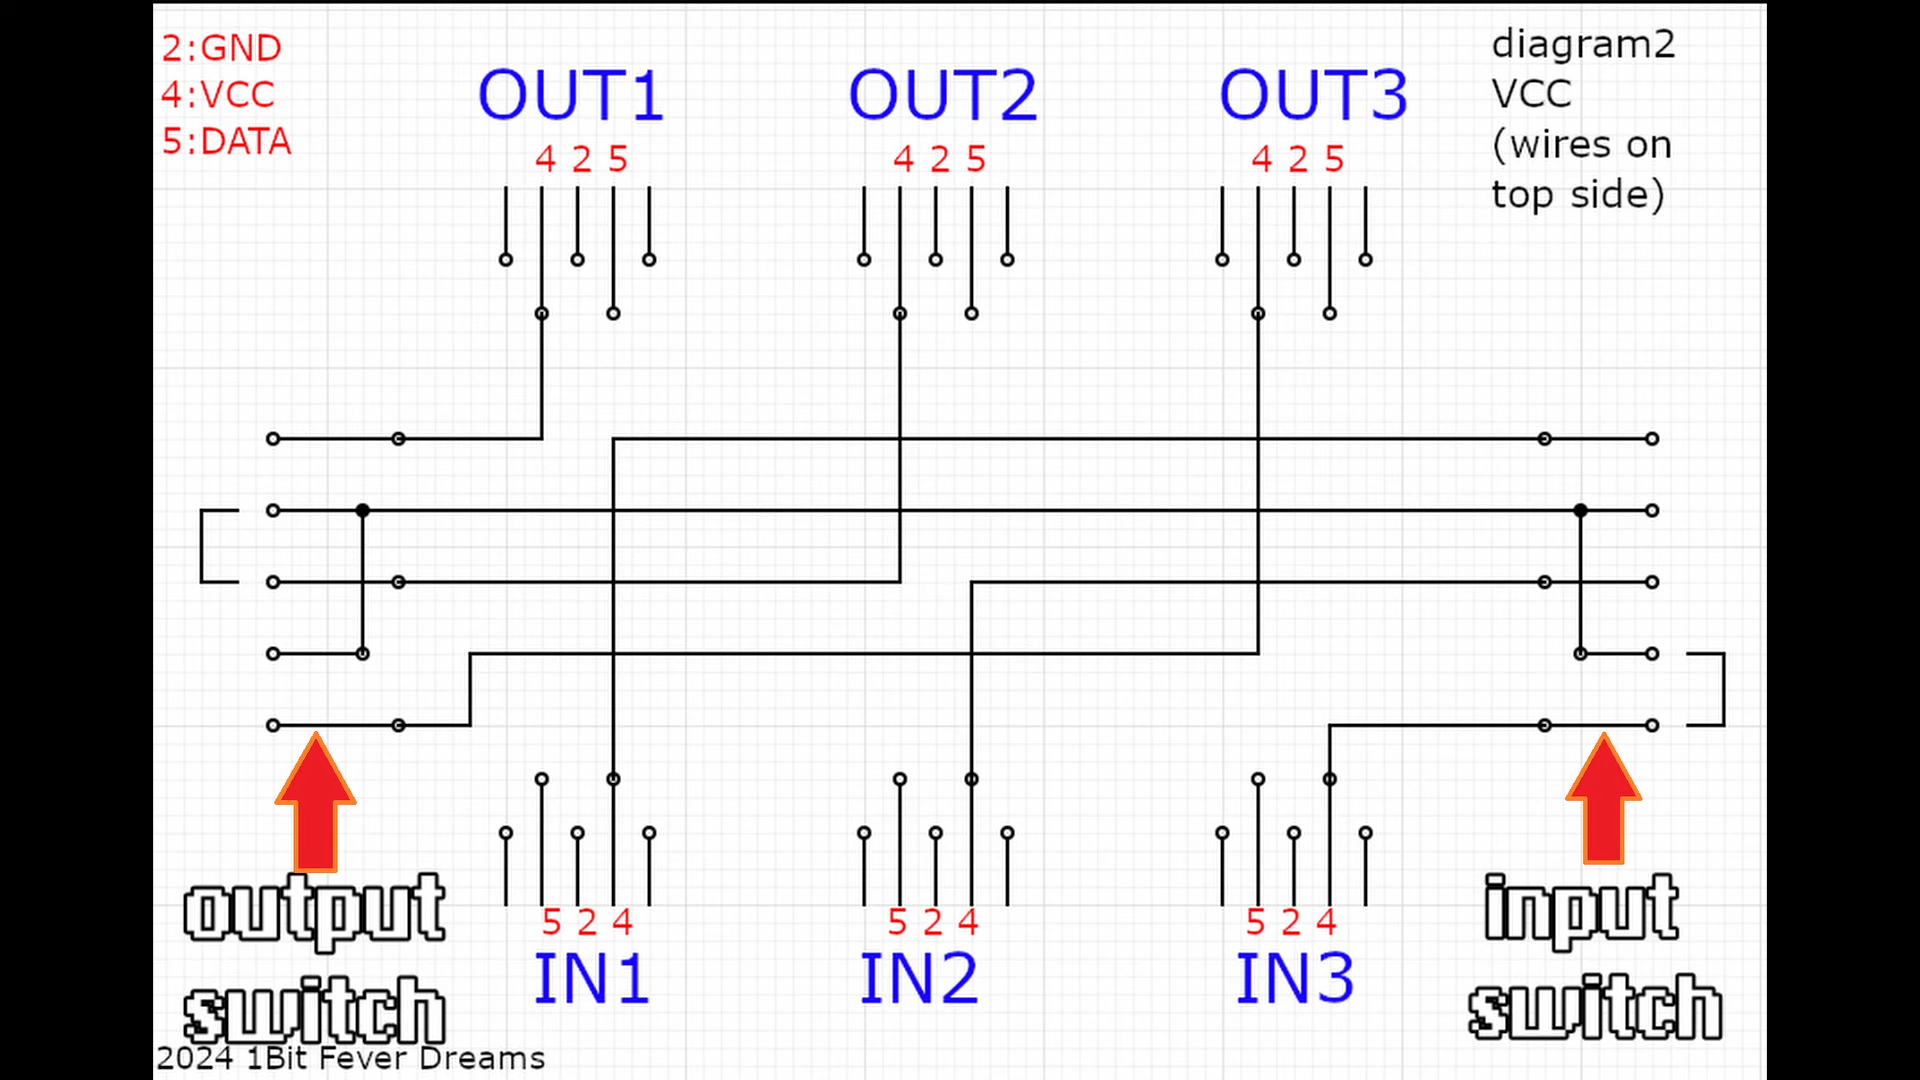 2:GND
4:VCC
5:DATA
OUT1
OUT2
OUT3
diagram2
VCC
(wires on
top side)
4 2 5
4 2 5
4 2 5
5 2 4
5 2 4
5 2 4
IN1
IN2
IN3
output
switch
input
switch
2024 1Bit Fever Dreams